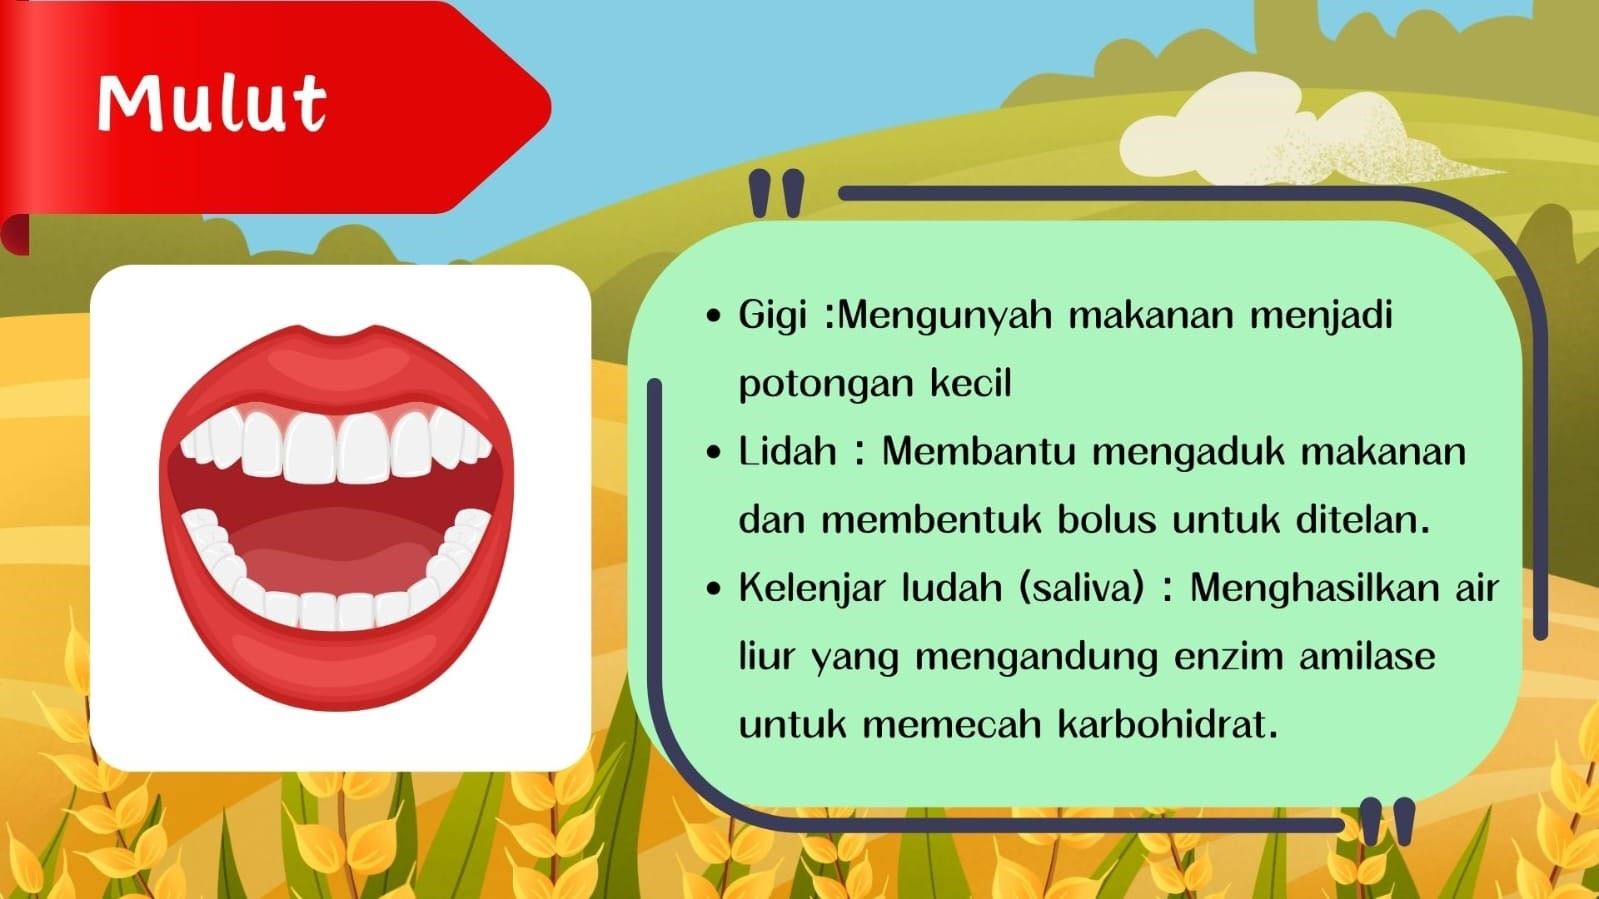 Mulut
• Gigi :Mengunyah makanan menjadi
potongan kecil
• Lidah : Membantu mengaduk makanan
dan membentuk bolus untuk ditelan.
• Kelenjar ludah (saliva) : Menghasilkan air
liur yang mengandung enzim amilase
untuk memecah karbohidrat.